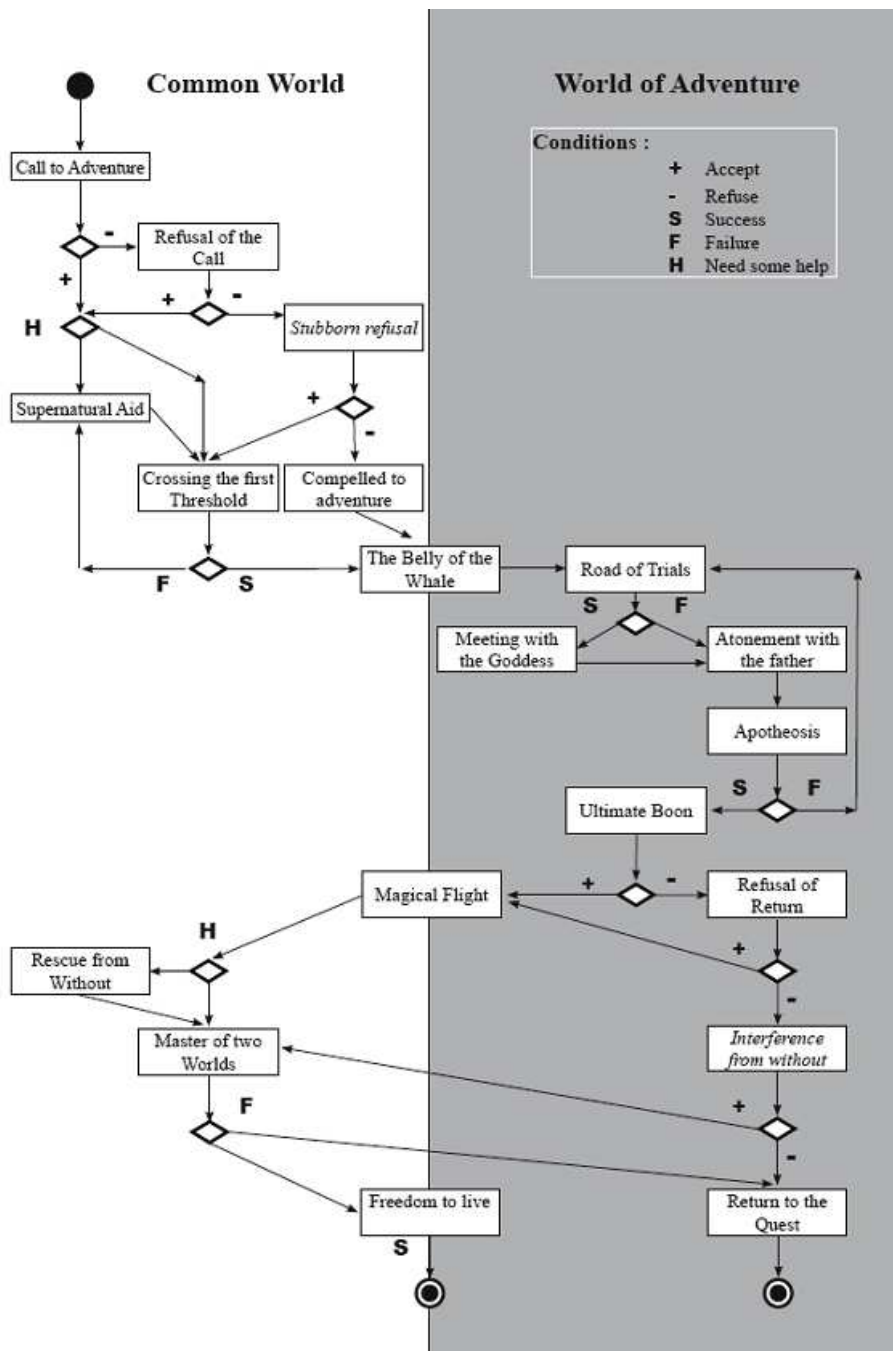 Common World
World of Adventure
Conditions :
+ Accept
- Refuse
S Success
F Failure
H Need some help
Call to Adventure
-
Refusal of the
Call
+
+
-
H
Stubborn refusal
Supernatural Aid
+
-
Crossing the first
Threshold
Compelled to
adventure
F
S
The Belly of the
Whale
Road of Trials
S
F
Meeting with
the Goddess
Atonement with
the father
Apotheosis
S
F
Ultimate Boon
+
-
Magical Flight
Refusal of
Return
H
+
Rescue from
Without
-
Master of two
Worlds
Interference
from without
F
+
-
Freedom to live
Return to the
Quest
S